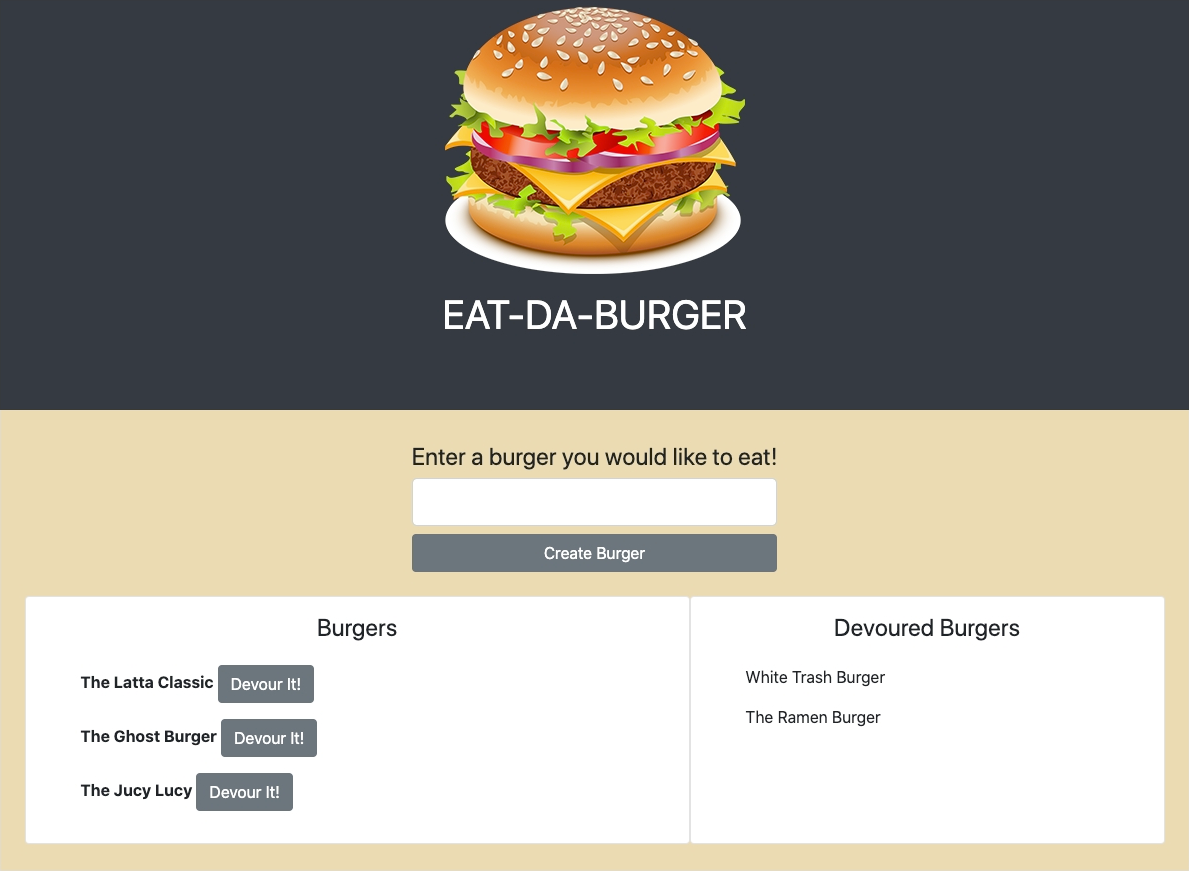 EAT-DA-BURGER
Enter a burger you would like to eat!
Create Burger
Burgers
The Latta Classic Devour It!
The Ghost Burger Devour It!
The Jucy Lucy Devour It!
Devoured Burgers
White Trash Burger
The Ramen Burger